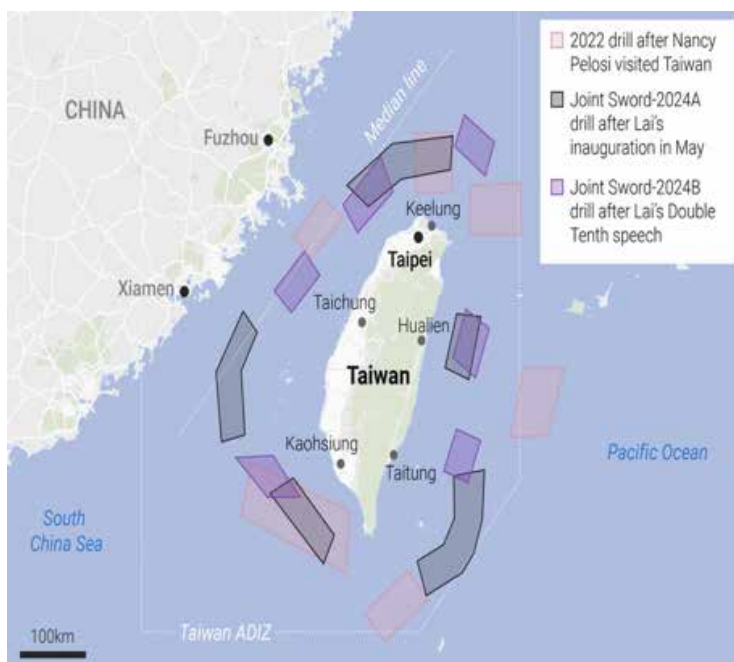 2022 drill after Nancy
Pelosi visited Taiwan
Joint Sword-2024A
drill after Lai's
inauguration in May
Joint Sword-2024B
drill after Lai's Double
Tenth speech
CHINA
Median line
Fuzhou
Keelung
Taipei
Xiamen
Taichung
Hualien
Taiwan
Kaohsiung
Taitung
Pacific Ocean
South
China Sea
100km
Taiwan ADIZ